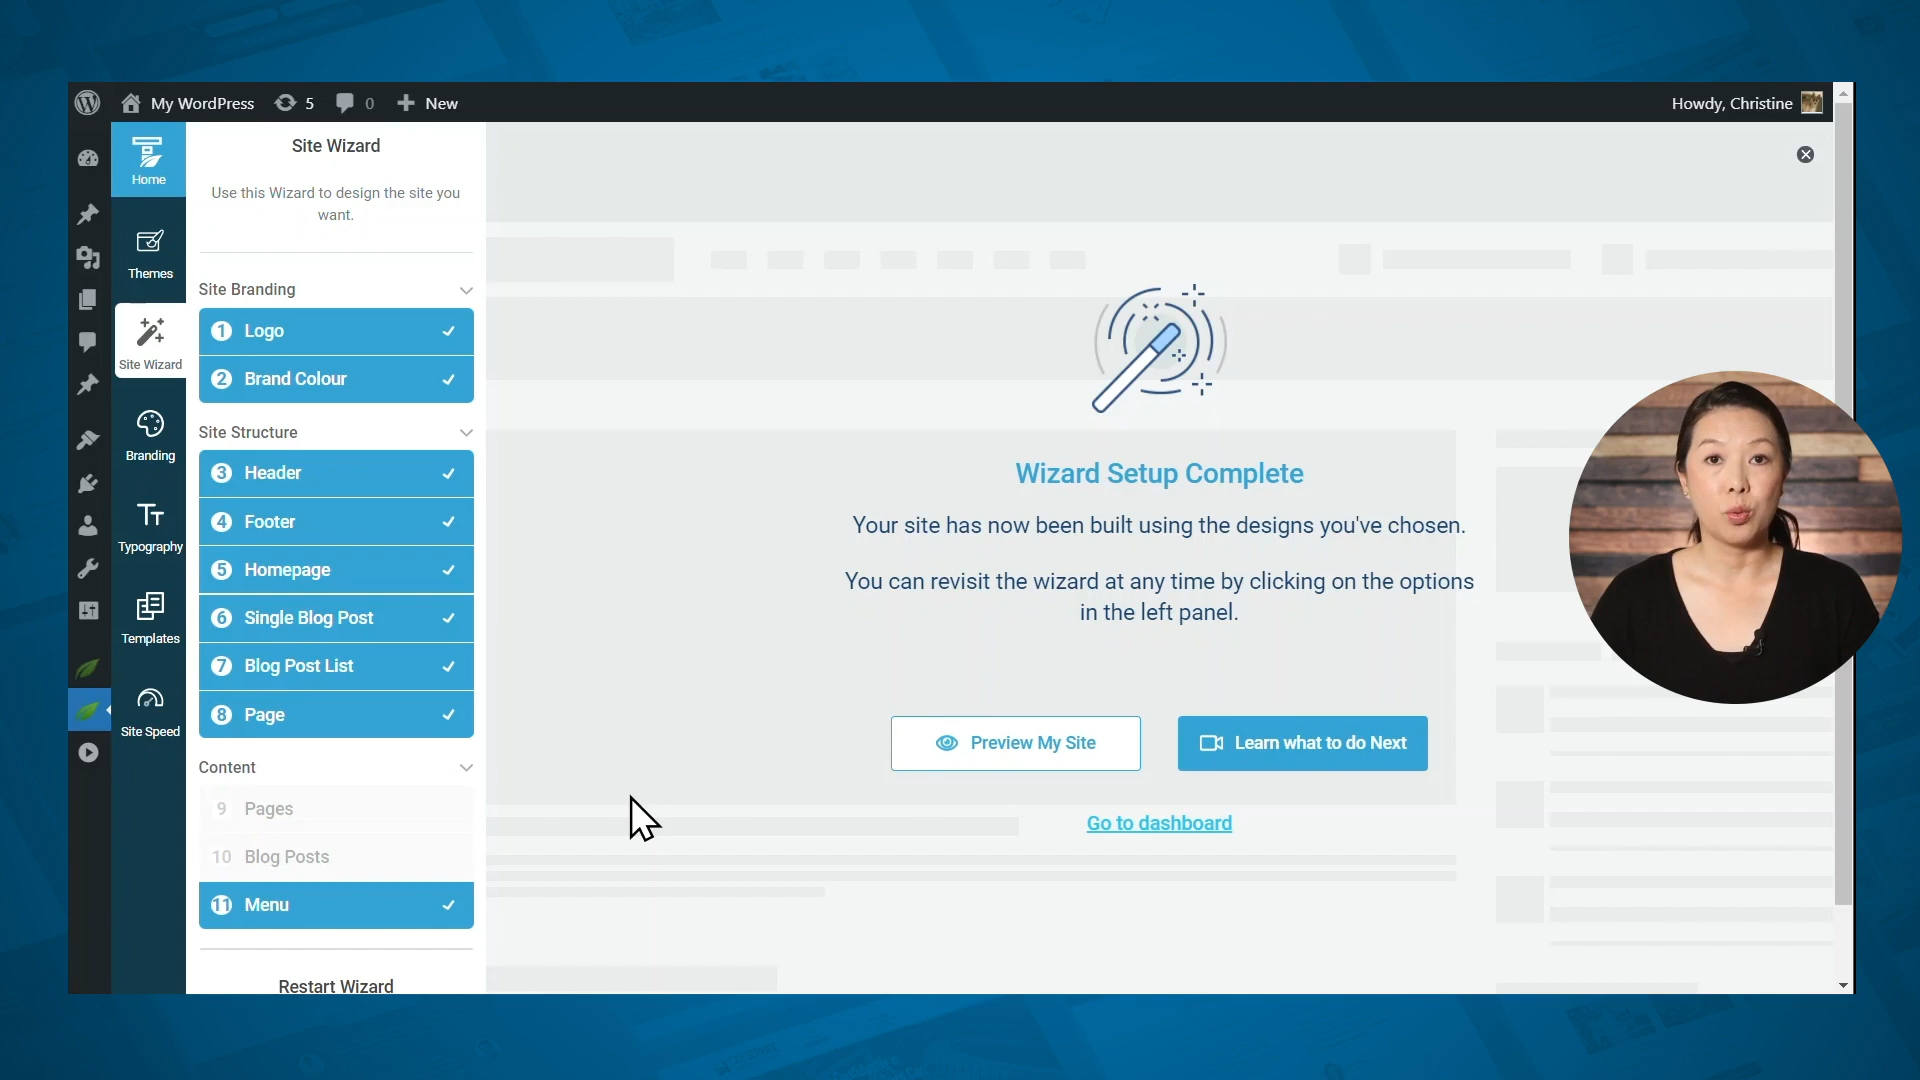 My WordPress
5
0
New
Howdy, Christine
Home
Themes
Site Wizard
Branding
Typography
Templates
Site Speed
Site Wizard
Use this Wizard to design the site you
want.
Site Branding
1 Logo
2 Brand Colour
Site Structure
3 Header
4 Footer
5 Homepage
6 Single Blog Post
7 Blog Post List
8 Page
Content
9 Pages
10 Blog Posts
11 Menu
Restart Wizard
Wizard Setup Complete
Your site has now been built using the designs you've chosen.
You can revisit the wizard at any time by clicking on the options
in the left panel.
Preview My Site
Learn what to do Next
Go to dashboard